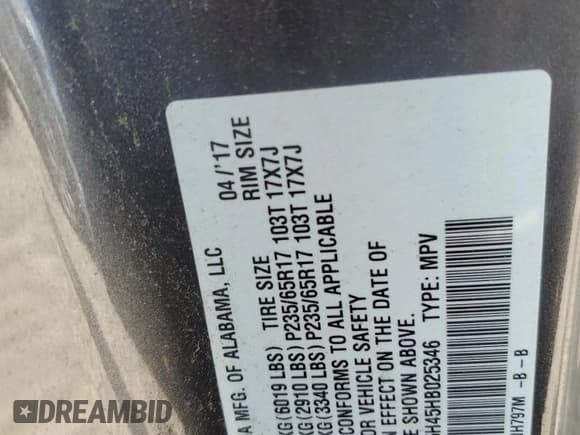 A MFG. OF ALABAMA, LLC 04/'17
TIRE SIZE RIM SIZE
KG(6019 LBS)
KG(2910 LBS) P235/65R17 103T 17X7J
KG(3340 LBS) P235/65R17 103T 17X7J
CONFORMS TO ALL APPLICABLE
OR VEHICLE SAFETY
N EFFECT ON THE DATE OF
E SHOWN ABOVE.
H45HB025346 TYPE: MPV
H797M -B-B
DREAMBID